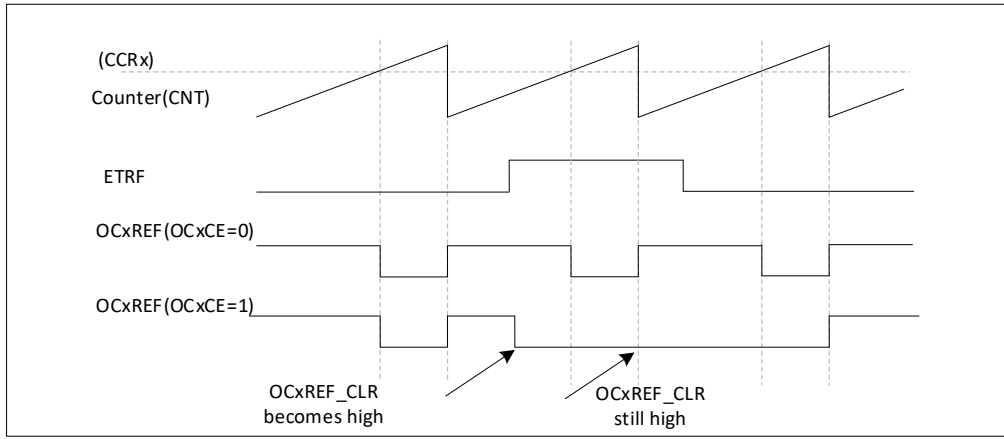 (CCRx)
Counter(CNT)
ETRF
OCxREF(OCxCE=0)
OCxREF(OCxCE=1)
OCxREF_CLR
becomes high
OCxREF_CLR
still high